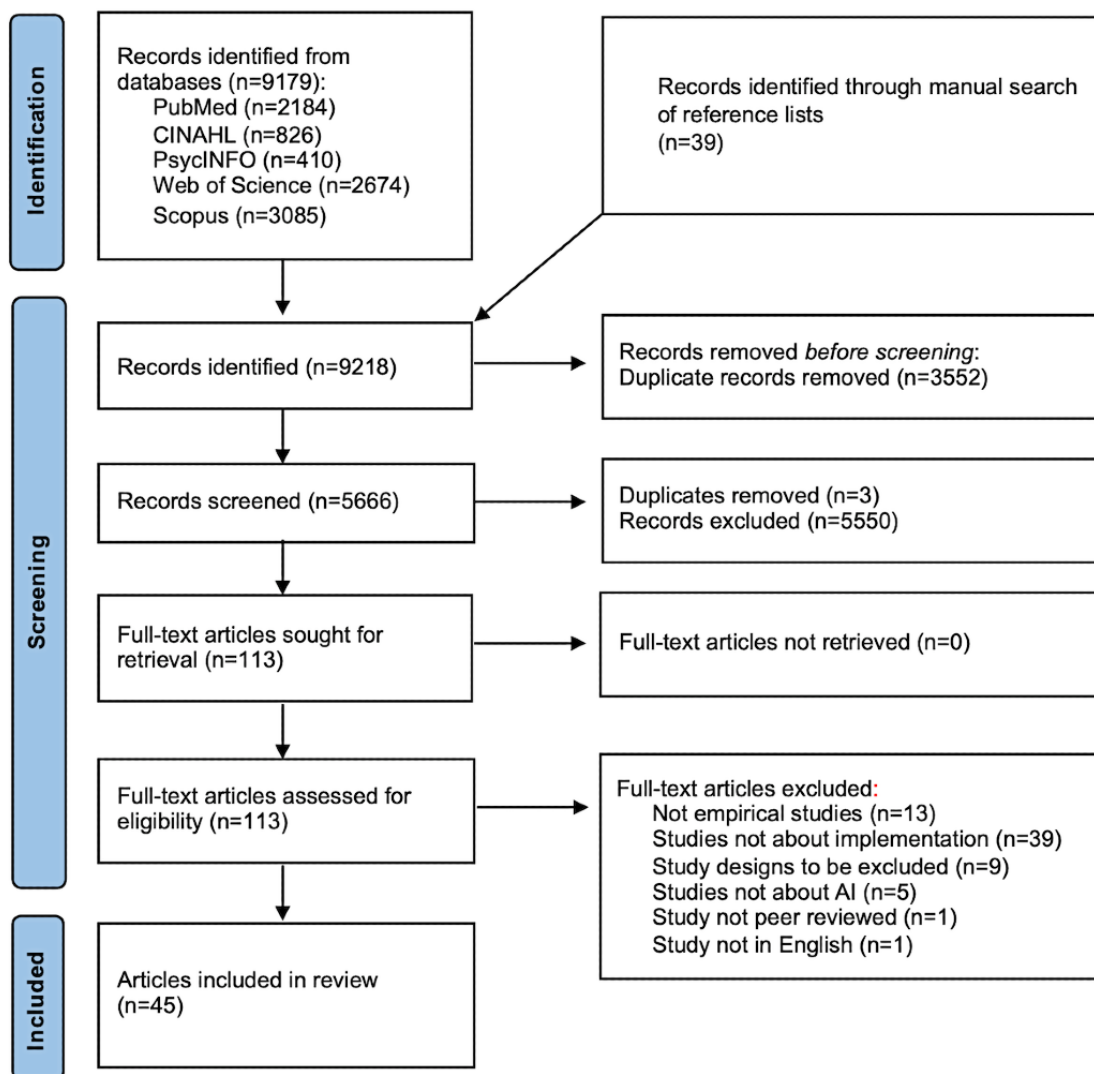 Identification
Records identified from
databases (n=9179):
PubMed (n=2184)
CINAHL (n=826)
PsycINFO (n=410)
Web of Science (n=2674)
Scopus (n=3085)
Records identified through manual search
of reference lists
(n=39)
Screening
Records identified (n=9218)
Records removed before screening:
Duplicate records removed (n=3552)
Records screened (n=5666)
Duplicates removed (n=3)
Records excluded (n=5550)
Full-text articles sought for
retrieval (n=113)
Full-text articles not retrieved (n=0)
Full-text articles assessed for
eligibility (n=113)
Full-text articles excluded:
Not empirical studies (n=13)
Studies not about implementation (n=39)
Study designs to be excluded (n=9)
Studies not about AI (n=5)
Study not peer reviewed (n=1)
Study not in English (n=1)
Included
Articles included in review
(n=45)